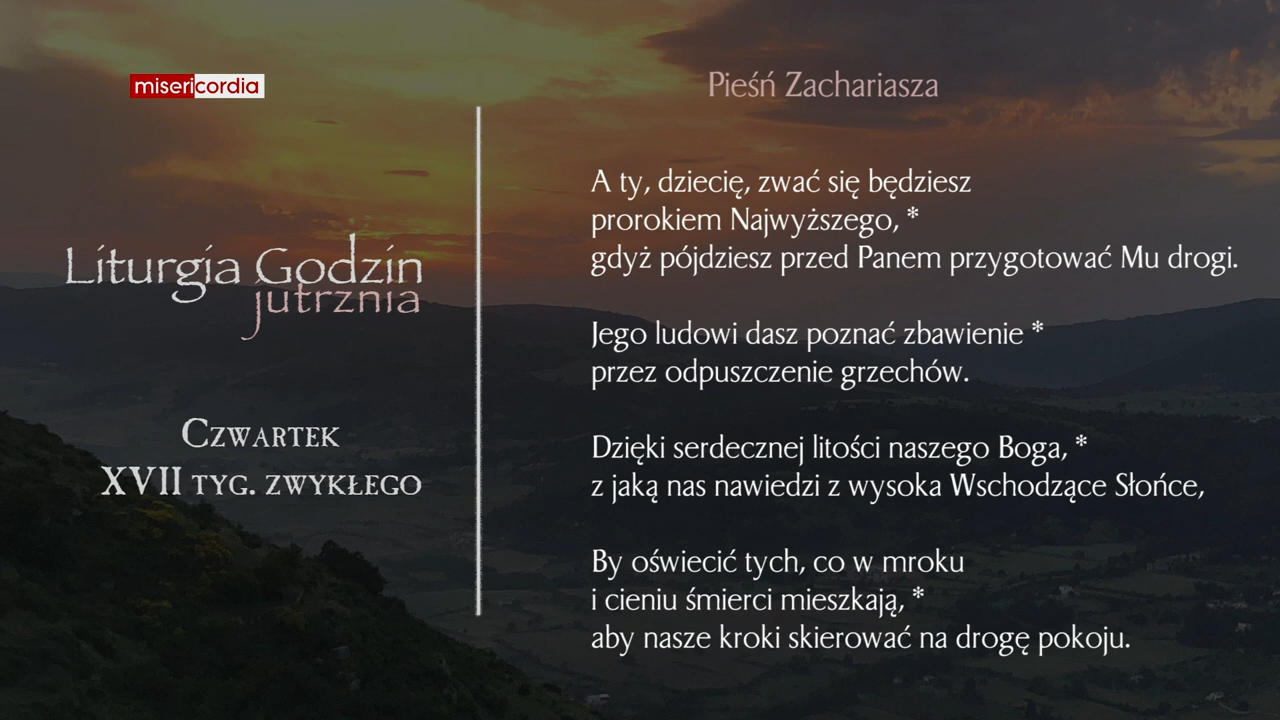 misericordia
Liturgia Godzin
jutrznia
Czwartek
XVII tyg. zwykłego
Pieśń Zachariasza
A ty, dziecię, zwać się będziesz
prorokiem Najwyższego, *
gdyż pójdziesz przed Panem przygotować Mu drogi.
Jego ludowi dasz poznać zbawienie *
przez odpuszczenie grzechów.
Dzięki serdecznej litości naszego Boga, *
z jaką nas nawiedzi z wysoka Wschodzące Słońce,
By oświecić tych, co w mroku
i cieniu śmierci mieszkają, *
aby nasze kroki skierować na drogę pokoju.